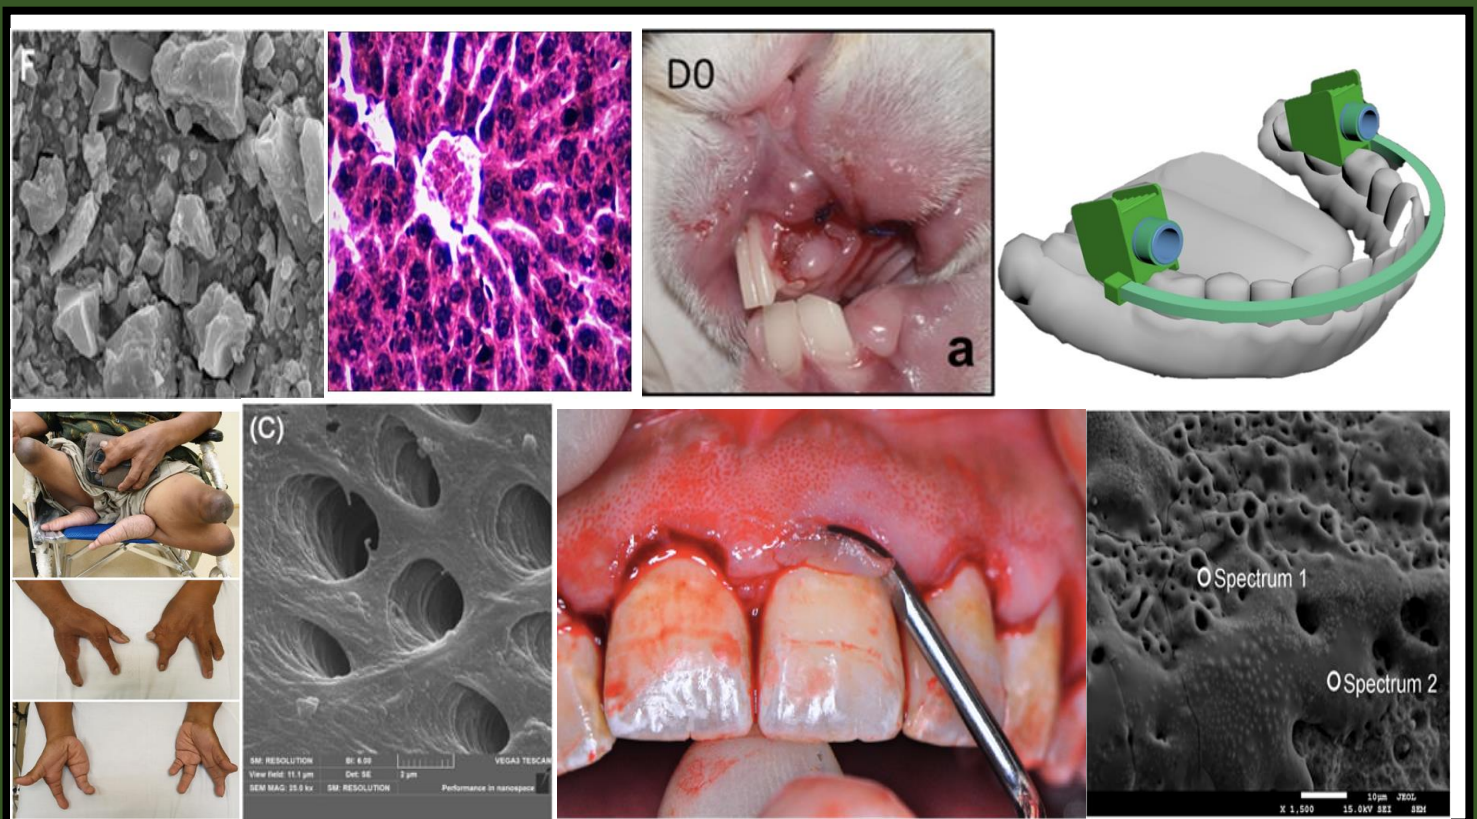 F
D0
a
(C)
SM: RESOLUTION BI: 6.00 VEGA3 TESCAN
View field: 11.1 µm Det: SE 2 µm
SEM MAG: 25.0 kx SM: RESOLUTION Performance in nanospace
Spectrum 1
Spectrum 2
10µm JEOL
X 1,500 15.0kV SEI SEM